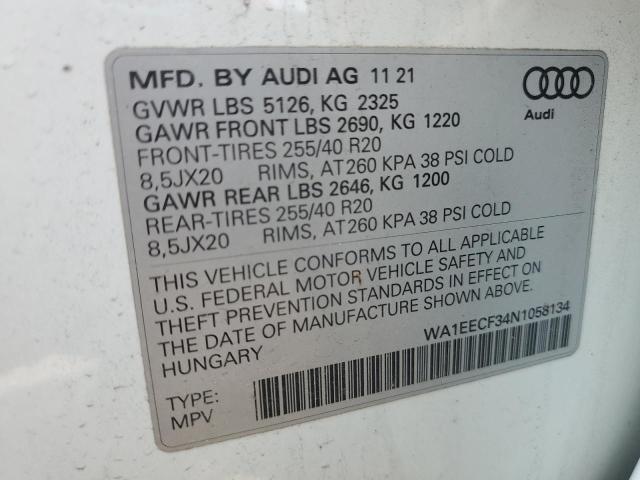 MFD. BY AUDI AG 11 21
GVWR LBS 5126, KG 2325
GAWR FRONT LBS 2690, KG 1220
FRONT-TIRES 255/40 R20
8,5JX20 RIMS, AT260 KPA 38 PSI COLD
GAWR REAR LBS 2646, KG 1200
REAR-TIRES 255/40 R20
8,5JX20 RIMS, AT260 KPA 38 PSI COLD
Audi
THIS VEHICLE CONFORMS TO ALL APPLICABLE
U.S. FEDERAL MOTOR VEHICLE SAFETY AND
THEFT PREVENTION STANDARDS IN EFFECT ON
THE DATE OF MANUFACTURE SHOWN ABOVE.
HUNGARY
WA1EECF34N1058134
TYPE:
MPV